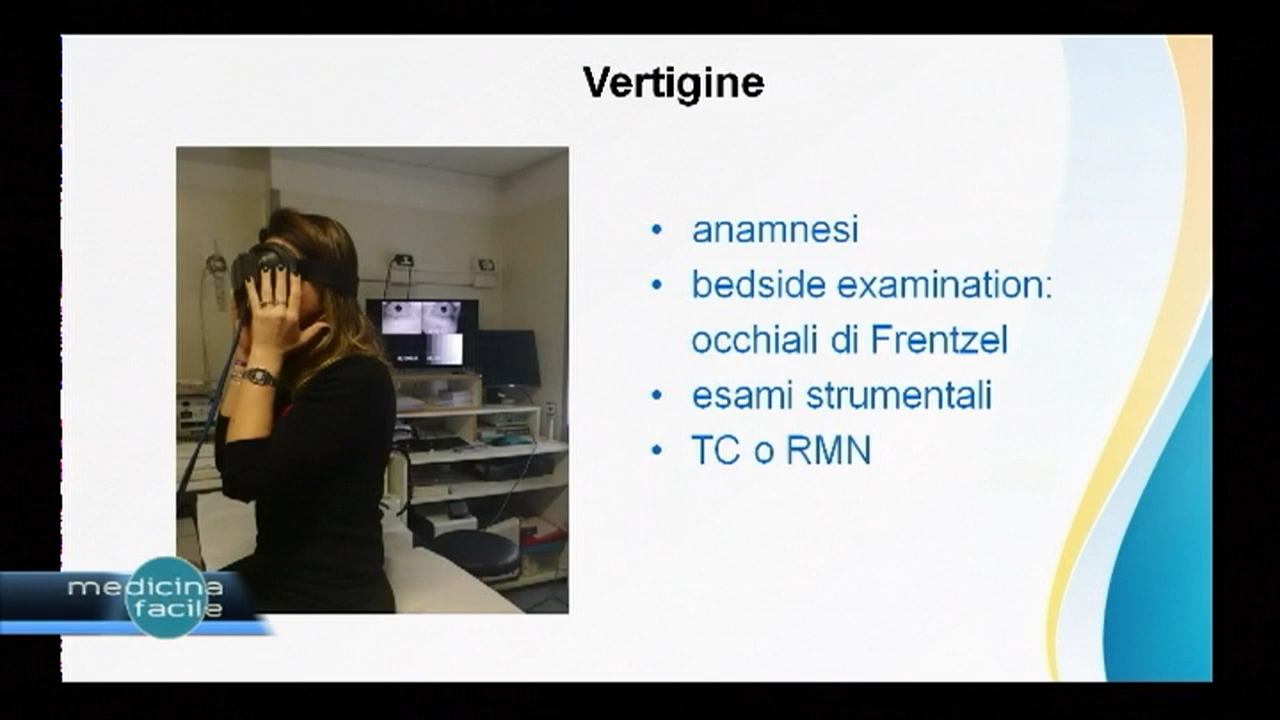 Vertigine
• anamnesi
• bedside examination:
occhiali di Frentzel
• esami strumentali
• TC o RMN
medicina
facile